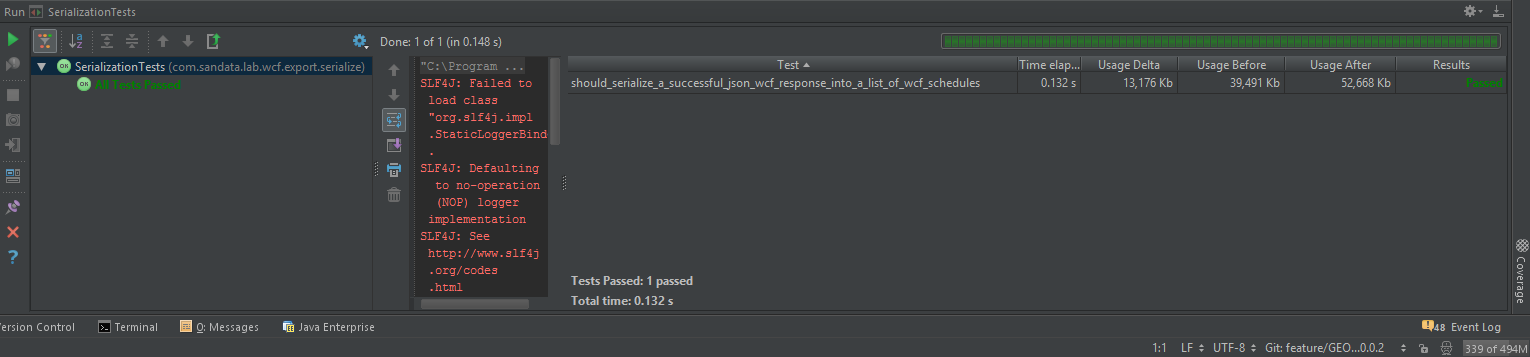 Run SerializationTests
Done: 1 of 1 (in 0.148 s)
SerializationTests (com.sandata.lab.wcf.export.serialize)
All Tests Passed
"C:\Program ...
SLF4J: Failed to
load class
"org.slf4j.impl
.StaticLoggerBind
.
SLF4J: Defaulting
to no-operation
(NOP) logger
implementation
SLF4J: See
http://www.slf4j
.org/codes
.html
Test Time elap... Usage Delta Usage Before Usage After Results
should_serialize_a_successful_json_wcf_response_into_a_list_of_wcf_schedules 0.132 s 13,176 Kb 39,491 Kb 52,668 Kb Passed
Tests Passed: 1 passed
Total time: 0.132 s
Coverage
ersion Control Terminal 0: Messages Java Enterprise 48 Event Log
1:1 LF UTF-8 Git: feature/GEO...0.0.2 339 of 494M